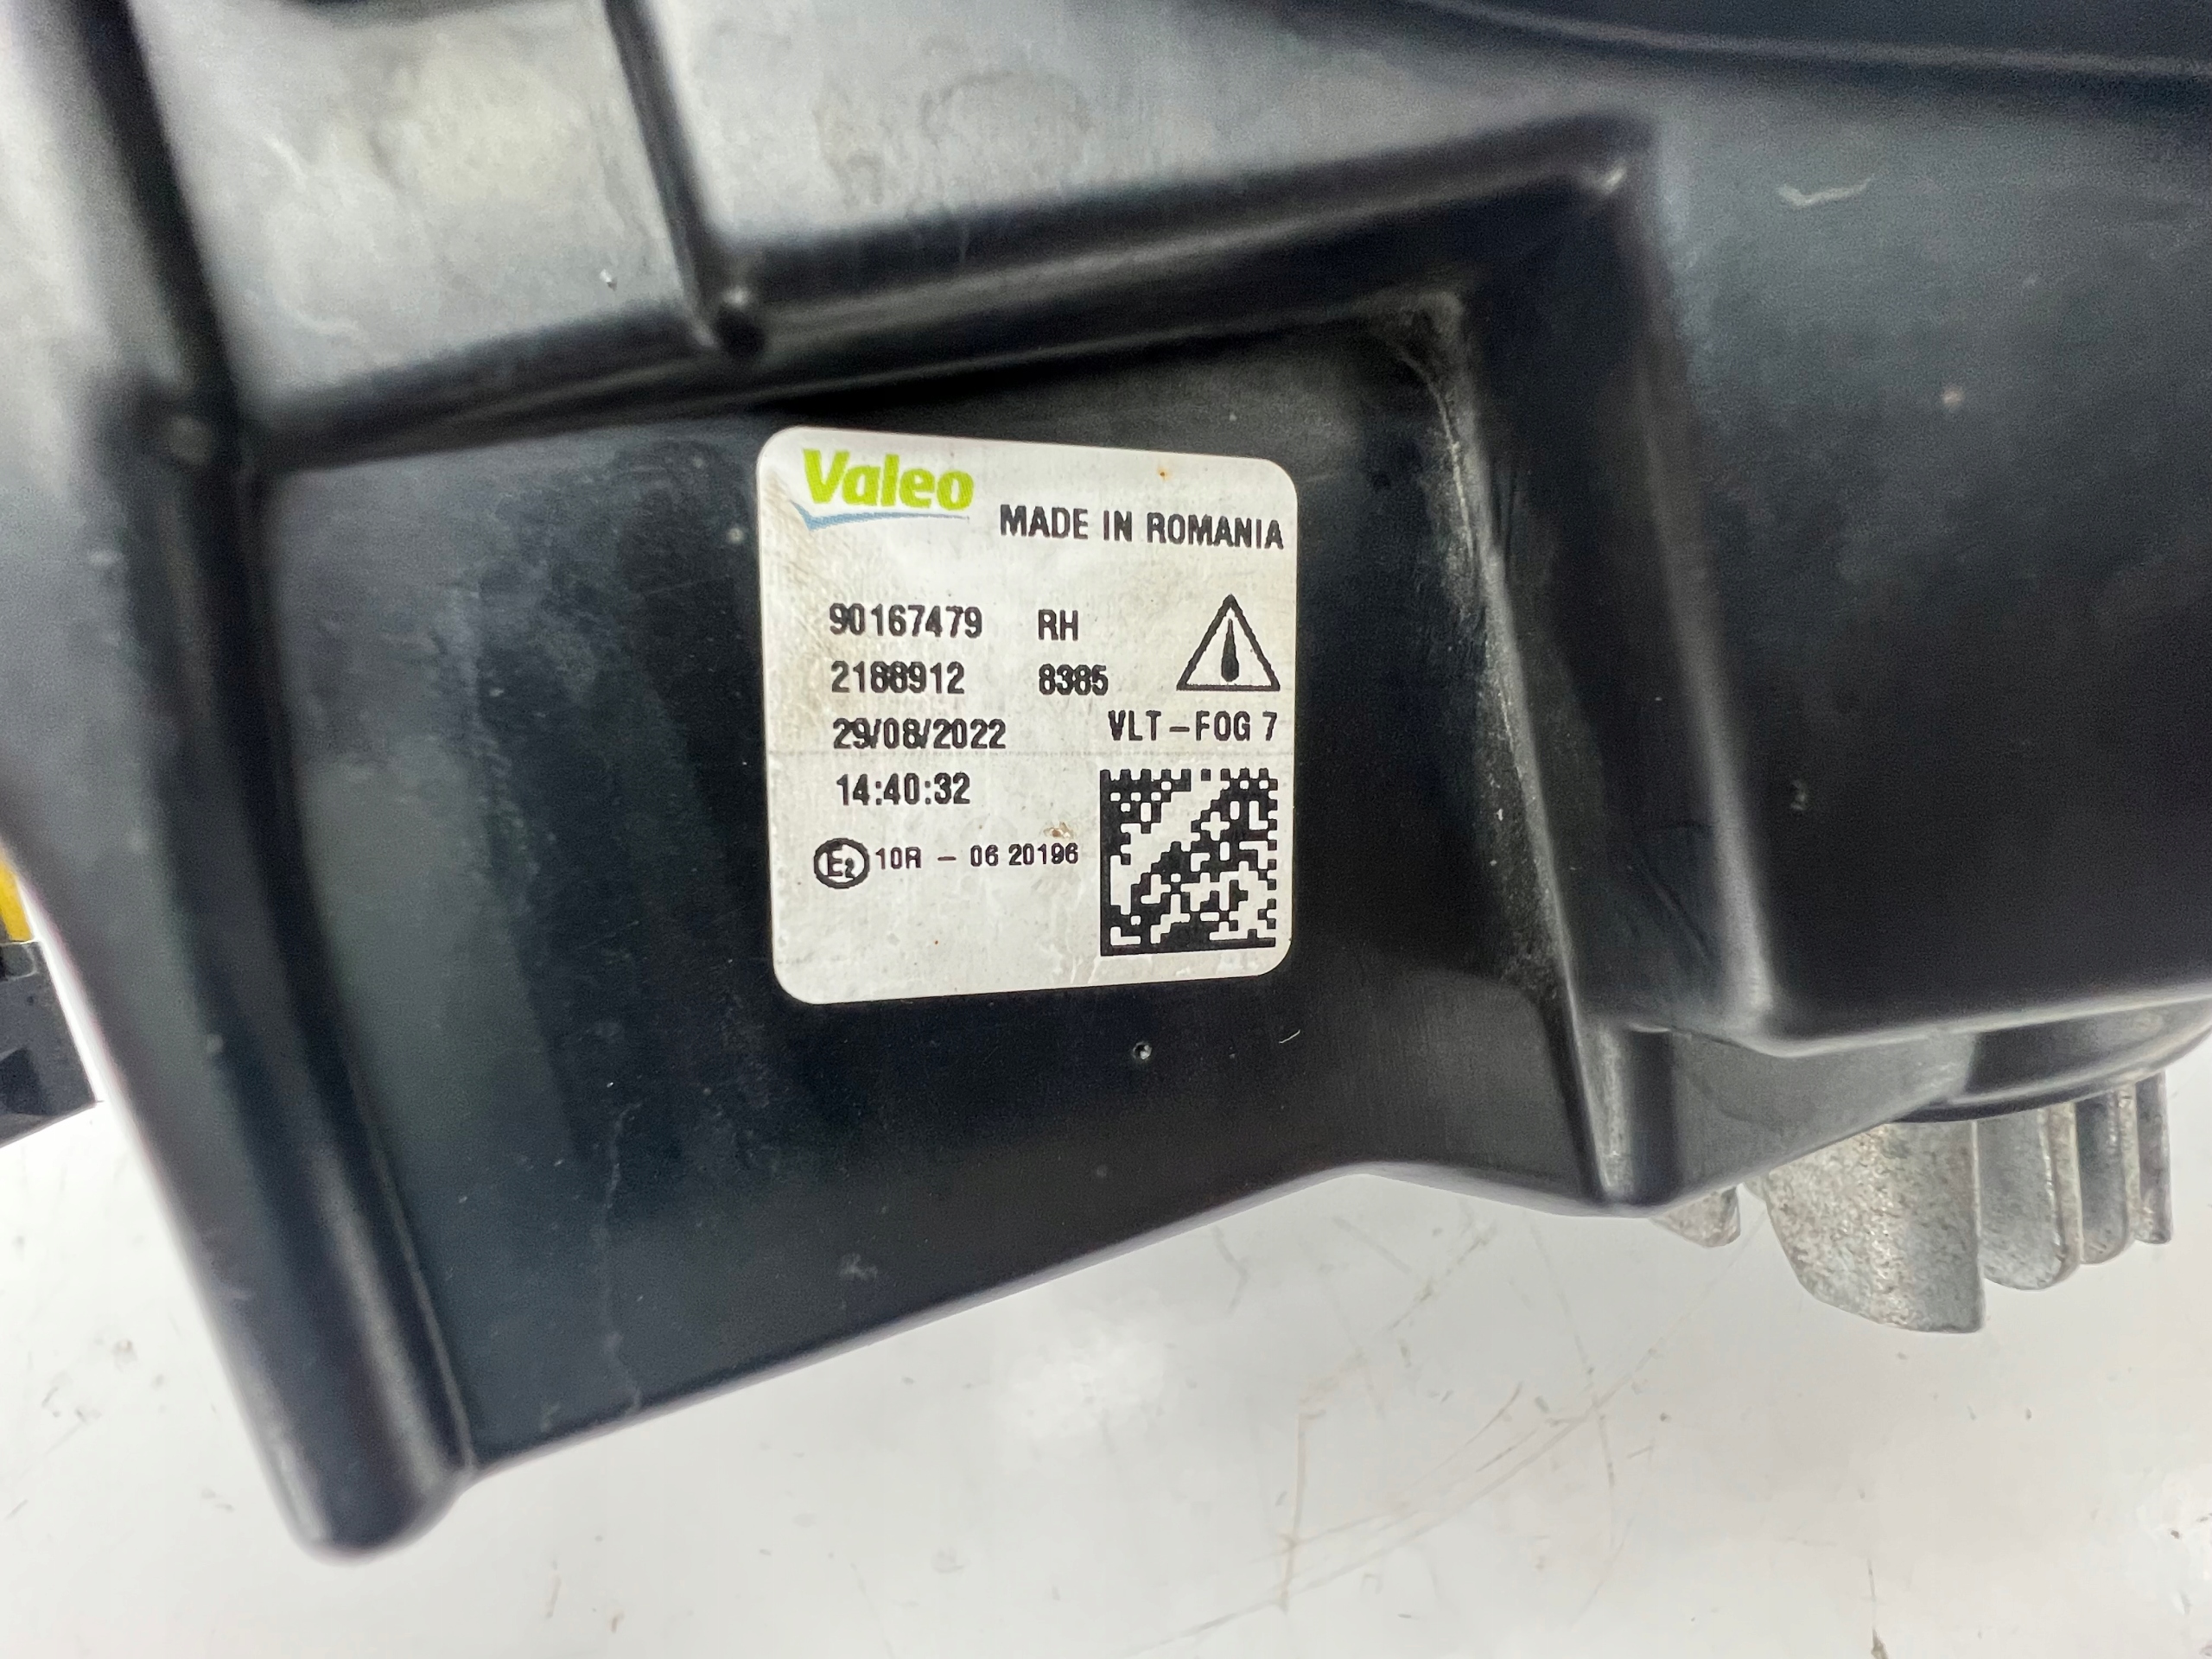 Valeo
MADE IN ROMANIA
90167479 RH
2188912 8385
29/08/2022 VLT-FOG 7
14:40:32
E2 10R - 06 20196